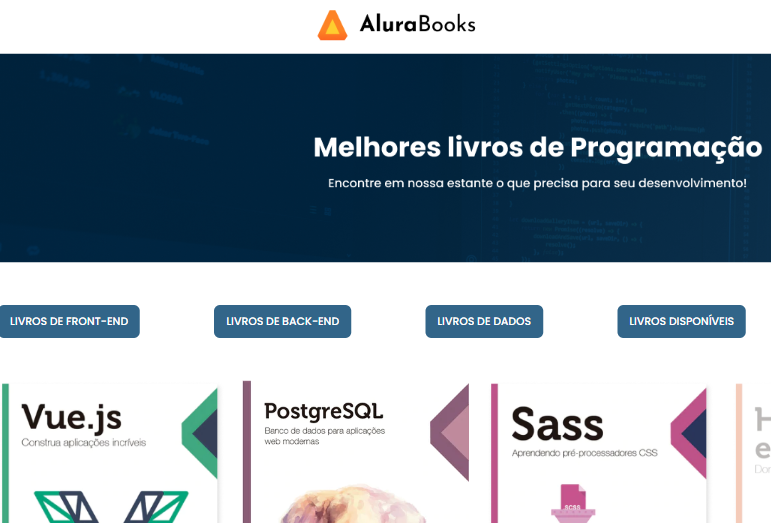 AluraBooks
Melhores livros de Programação
Encontre em nossa estante o que precisa para seu desenvolvimento!
LIVROS DE FRONT-END
LIVROS DE BACK-END
LIVROS DE DADOS
LIVROS DISPONÍVEIS
Vue.js
Construa aplicações incríveis
PostgreSQL
Banco de dados para aplicações
web modernas
Sass
Aprendendo pré-processadores CSS
SCSS